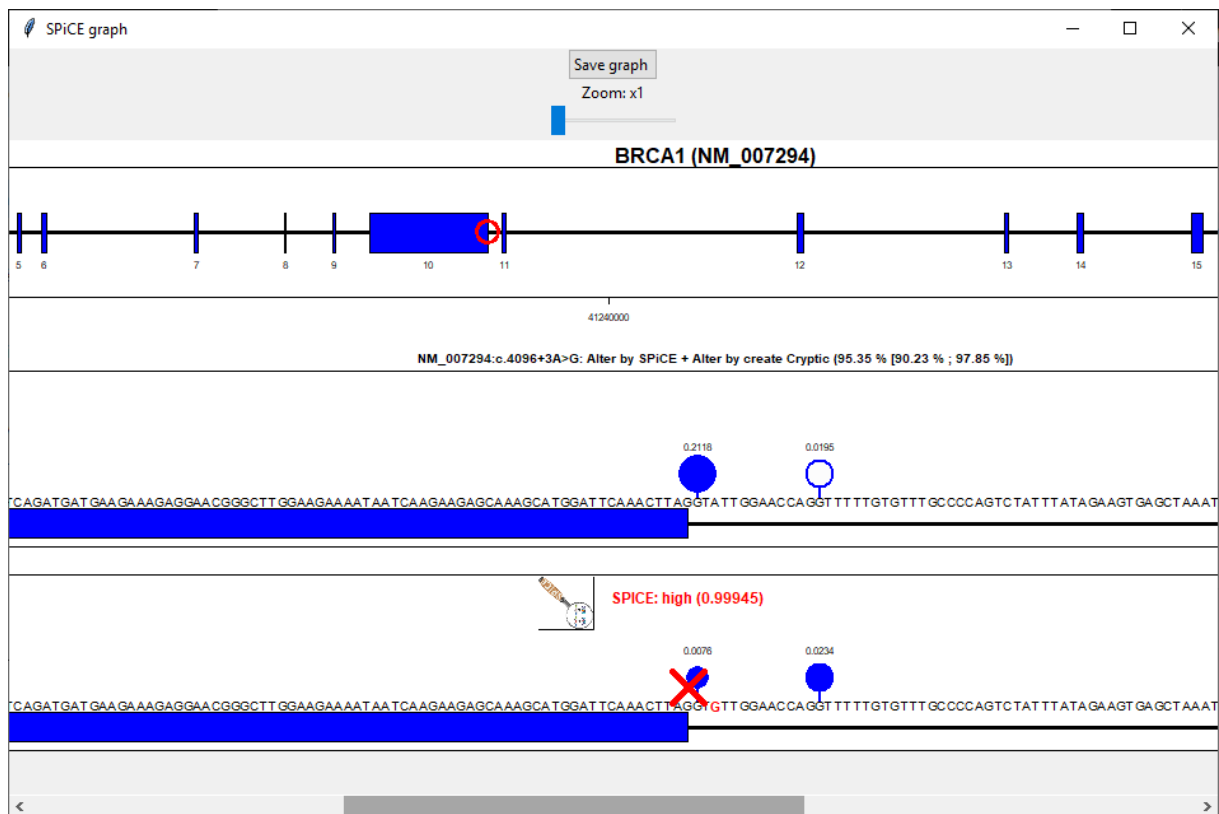 SPiCE graph
Save graph
Zoom: x1
BRCA1 (NM_007294)
5 6 7 8 9 10 11 12 13 14 15
41240000
NM_007294:c.4096+3A>G: Alter by SPiCE + Alter by create Cryptic (95.35 % [90.23 % ; 97.85 %])
0.2118 0.0195
TCAGATGATGAAGAAAGAGGAACGGGCTTGGAAGAAAATAATCAAGAAGAGCAAAGCATGGATTCAAACTTAGGTATTGGAACCAGGTTTTTGTGTTTGCCCCAGTCTATTTATAGAAGTGAGCTAAAT
SPICE: high (0.99945)
0.0076 0.0234
TCAGATGATGAAGAAAGAGGAACGGGCTTGGAAGAAAATAATCAAGAAGAGCAAAGCATGGATTCAAACTTAGGTGTTGGAACCAGGTTTTTGTGTTTGCCCCAGTCTATTTATAGAAGTGAGCTAAAT